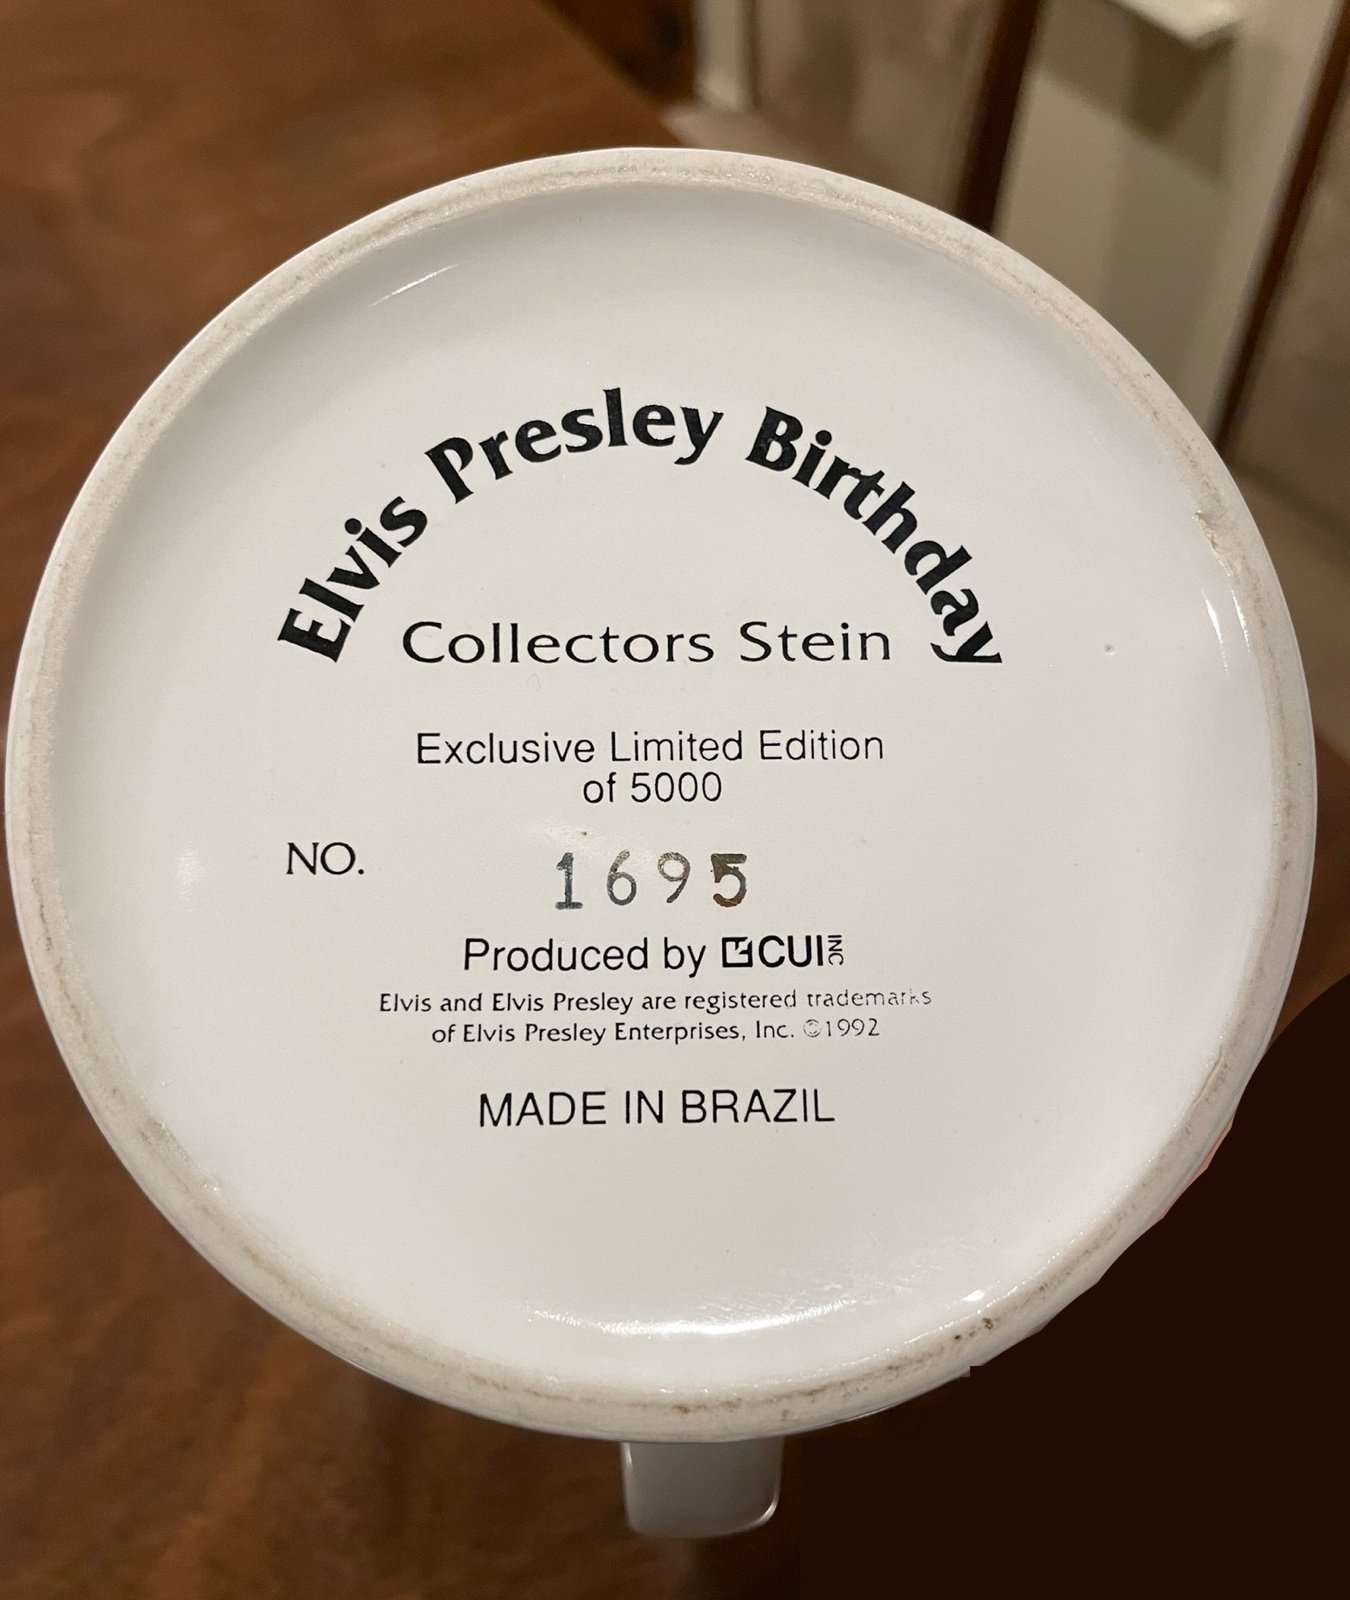 Elvis Presley Birthday
Collectors Stein
Exclusive Limited Edition
of 5000
NO. 1695
Produced by CUI INC
Elvis and Elvis Presley are registered trademarks
of Elvis Presley Enterprises, Inc. ©1992
MADE IN BRAZIL